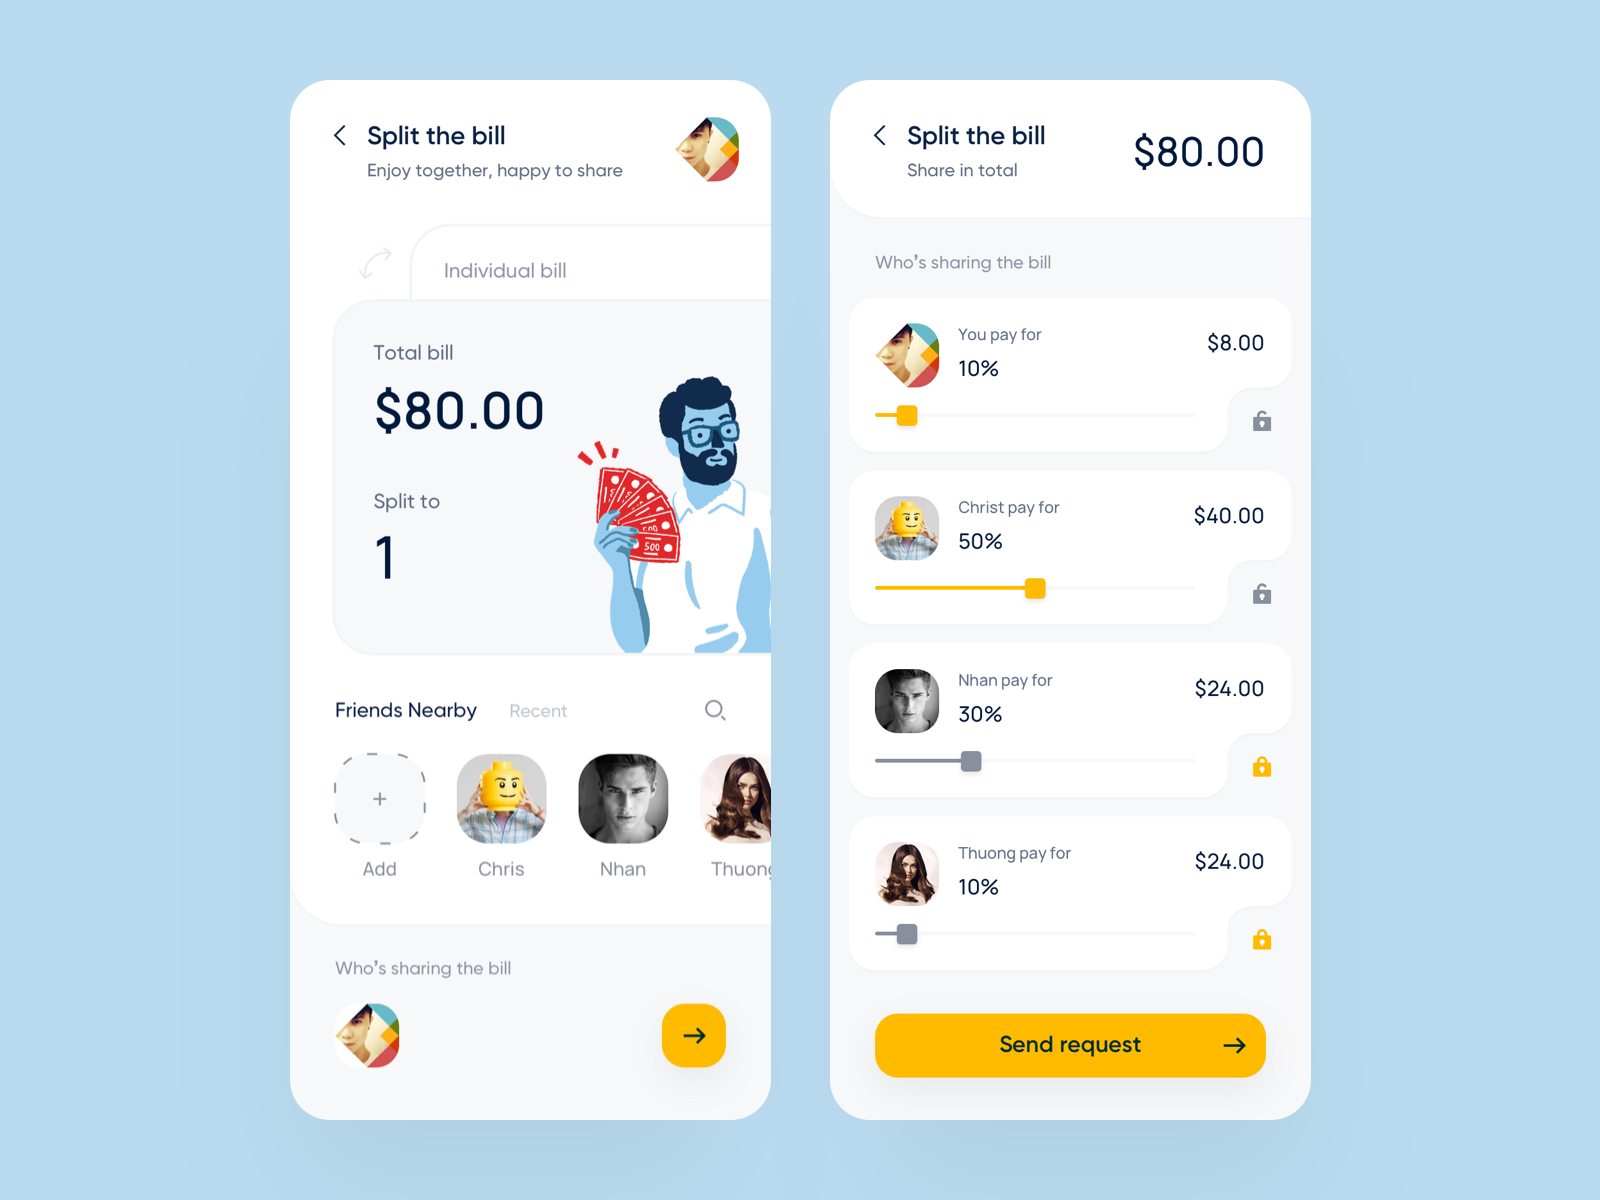 Split the bill
Enjoy together, happy to share
Individual bill
Total bill
$80.00
Split to
1
500
500
Friends Nearby
Recent
+
Add
Chris
Nhan
Thuong
Who's sharing the bill
Split the bill
Share in total
$80.00
Who's sharing the bill
You pay for
10%
$8.00
Christ pay for
50%
$40.00
Nhan pay for
30%
$24.00
Thuong pay for
10%
$24.00
Send request